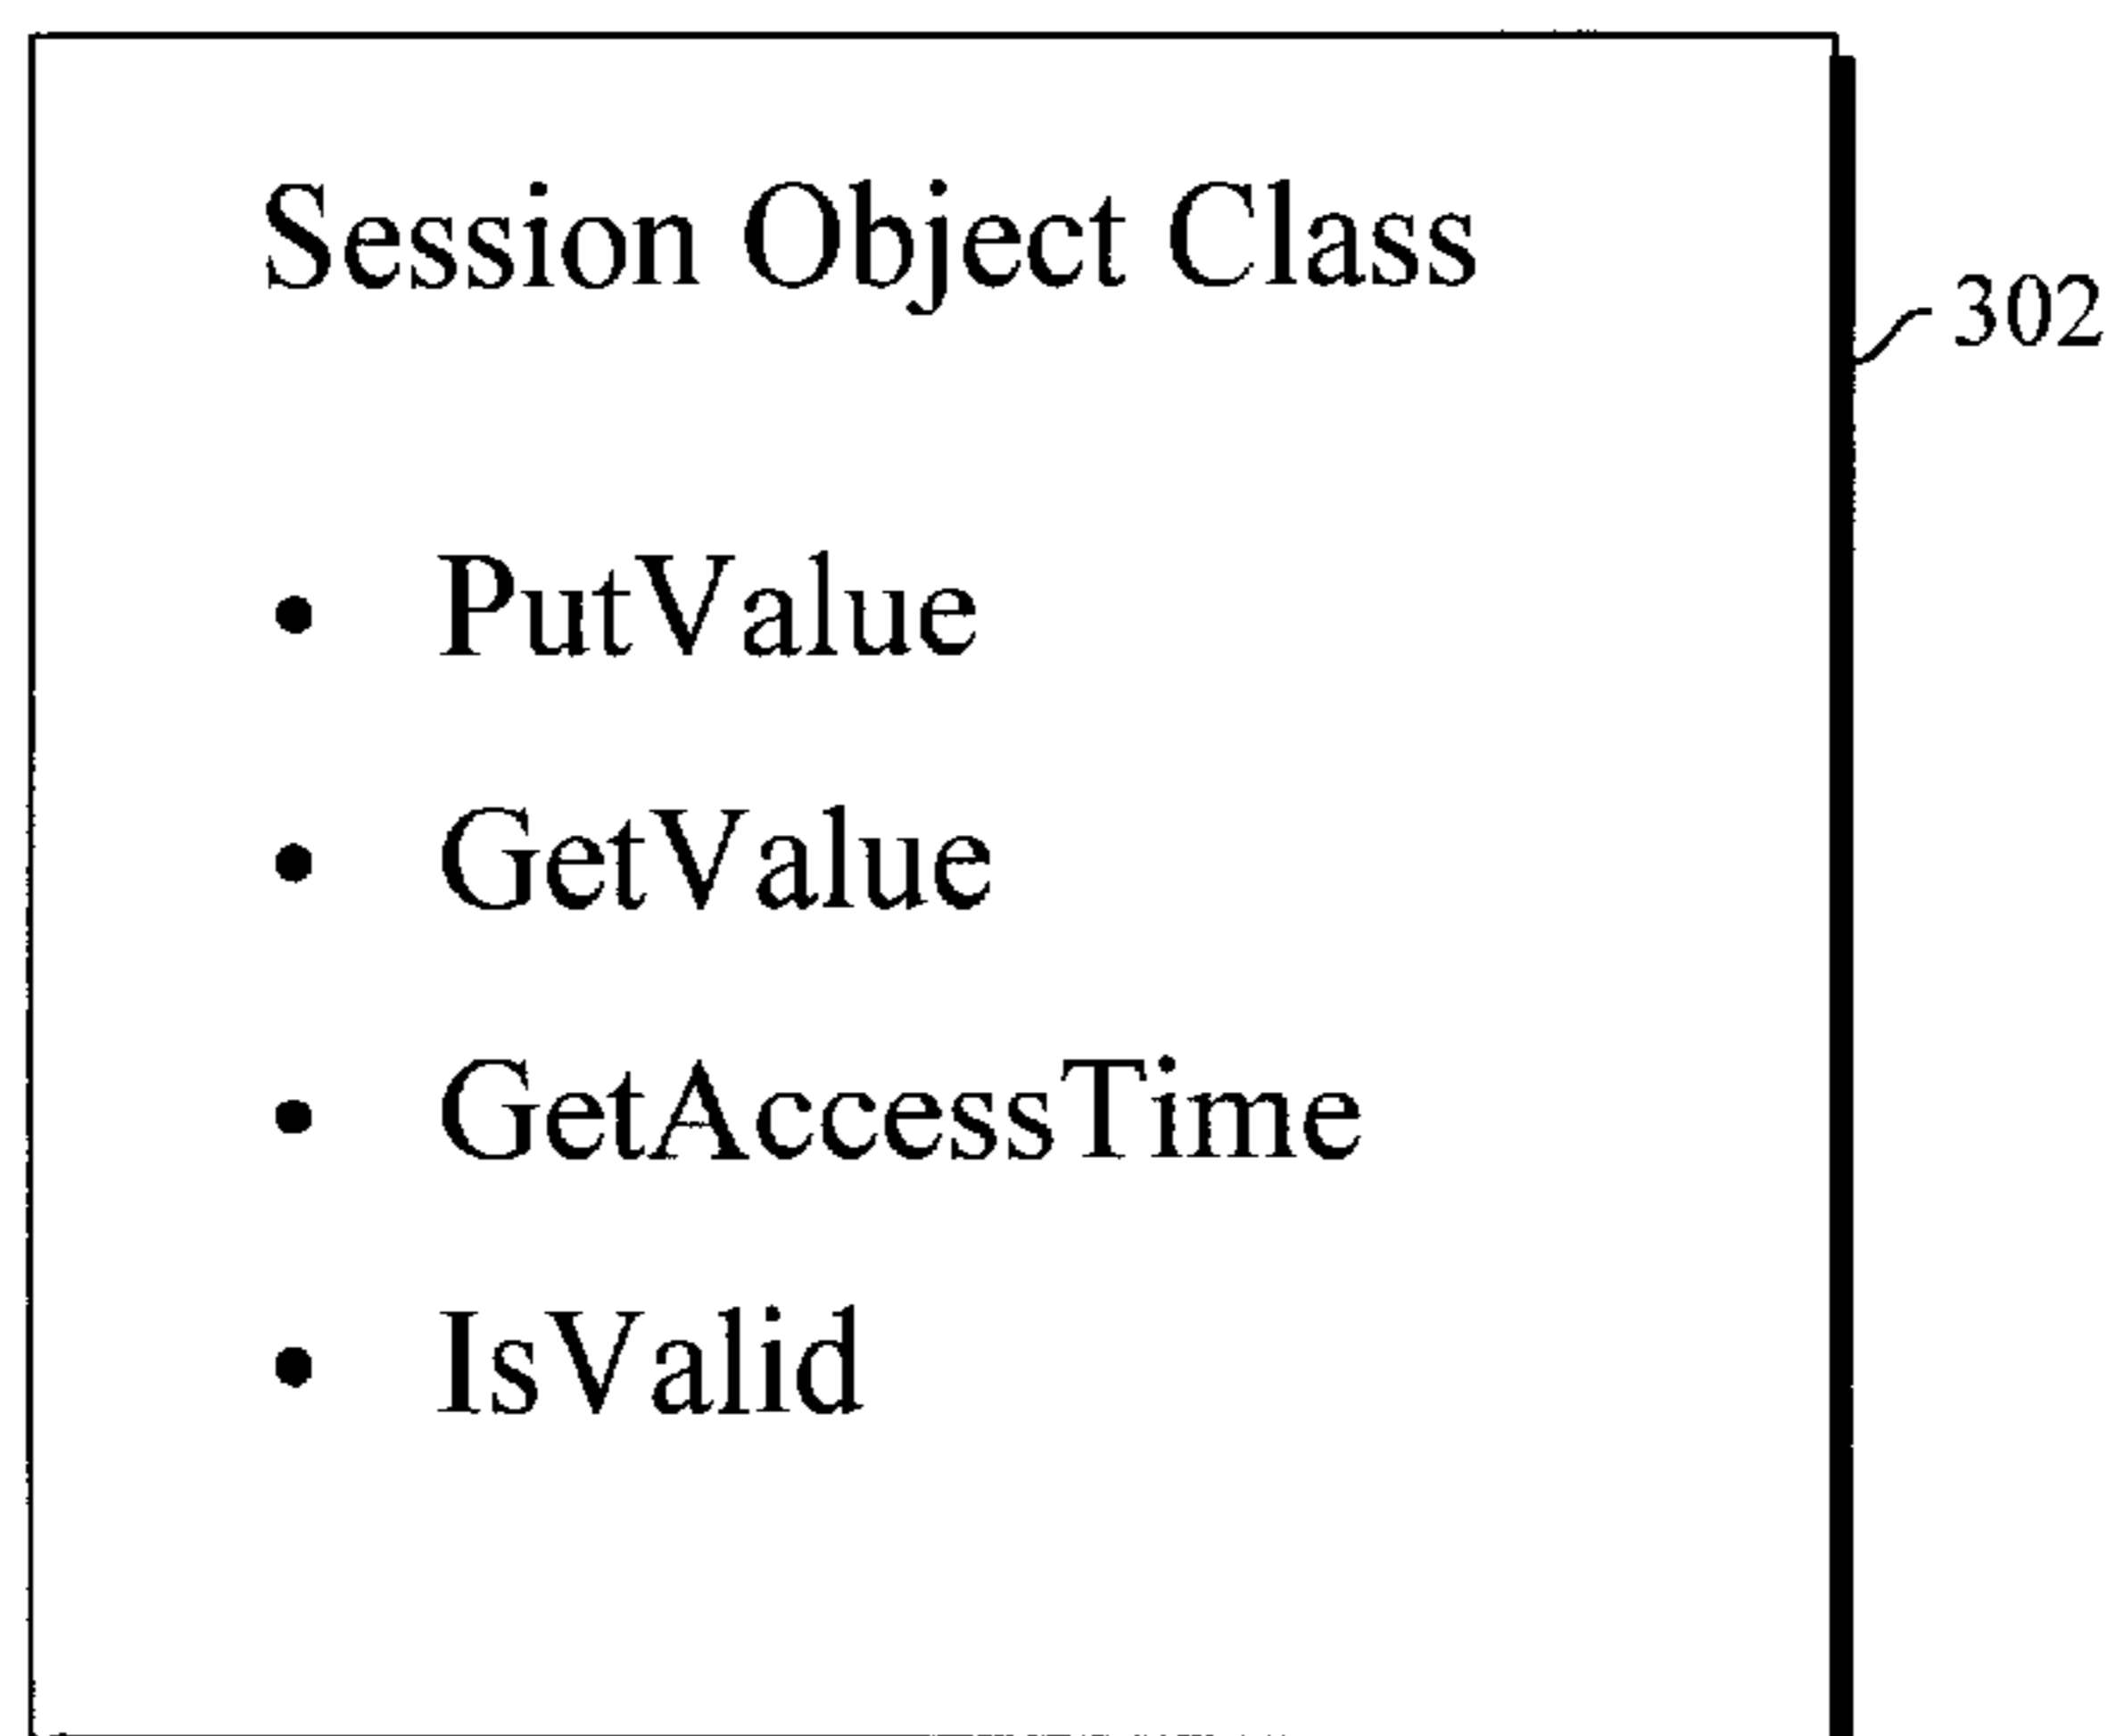 Session Object Class
302
• PutValue
• GetValue
• GetAccessTime
• IsValid